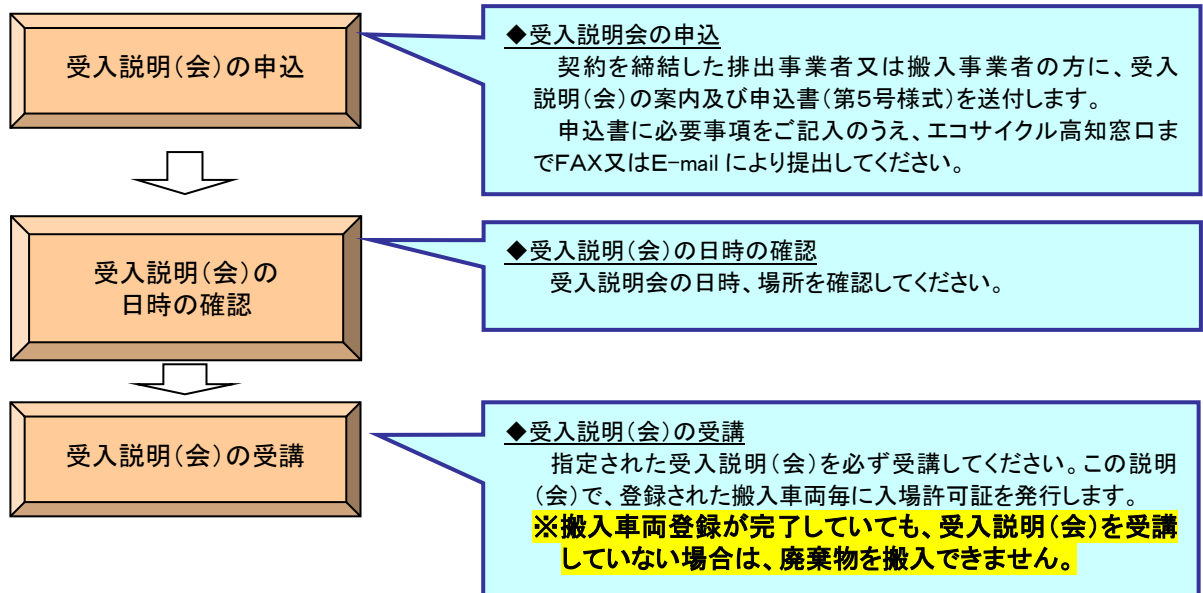 受入説明(会)の申込
◆受入説明会の申込
契約を締結した排出事業者又は搬入事業者の方に、受入
説明(会)の案内及び申込書(第5号様式)を送付します。
申込書に必要事項をご記入のうえ、エコサイクル高知窓口ま
でFAX又はE-mail により提出してください。
受入説明(会)の
日時の確認
◆受入説明(会)の日時の確認
受入説明会の日時、場所を確認してください。
受入説明(会)の受講
◆受入説明(会)の受講
指定された受入説明(会)を必ず受講してください。この説明
(会)で、登録された搬入車両毎に入場許可証を発行します。
※搬入車両登録が完了していても、受入説明(会)を受講
していない場合は、廃棄物を搬入できません。